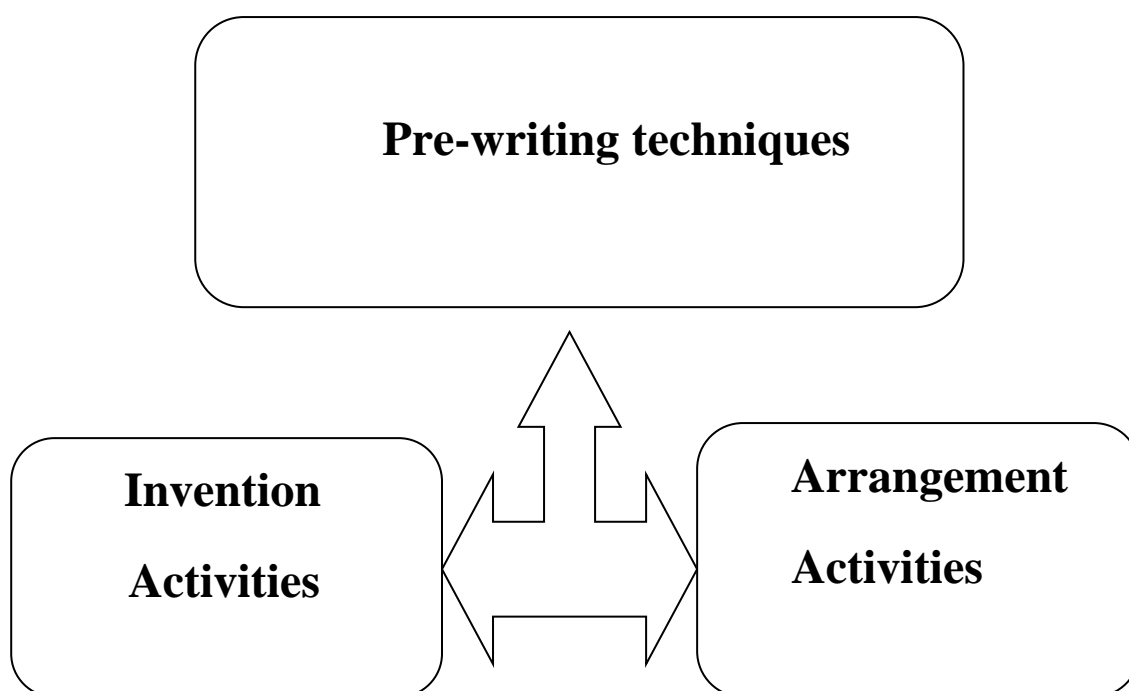 Pre-writing techniques
Invention
Activities
Arrangement
Activities